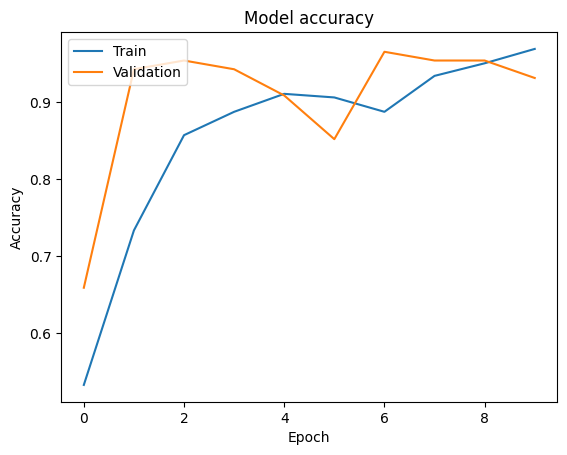 Model accuracy
Train
Validation
Accuracy
0.9
0.8
0.7
0.6
0 2 4 6 8
Epoch